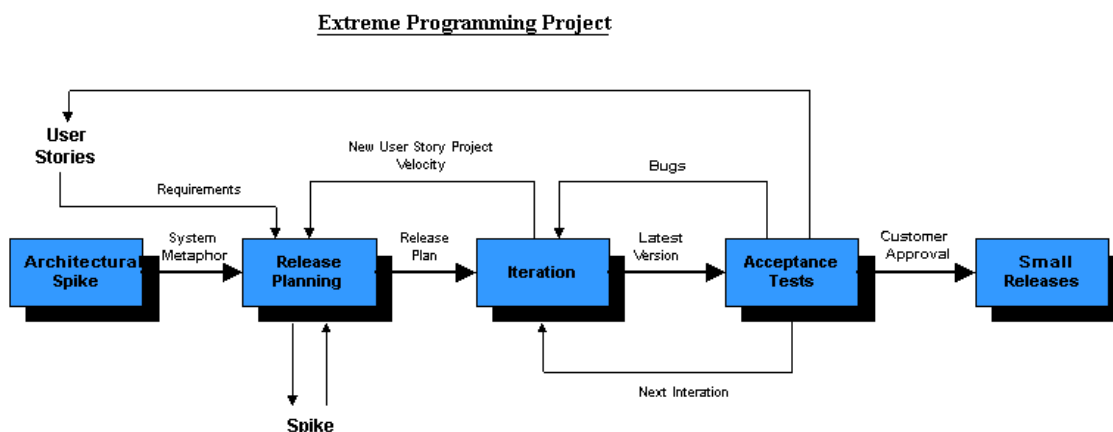 Extreme Programming Project
User
Stories
New User Story Project
Velocity
Bugs
Requirements
System
Metaphor
Release
Plan
Latest
Version
Customer
Approval
Architectural
Spike
Release
Planning
Iteration
Acceptance
Tests
Small
Releases
Next Interation
Spike